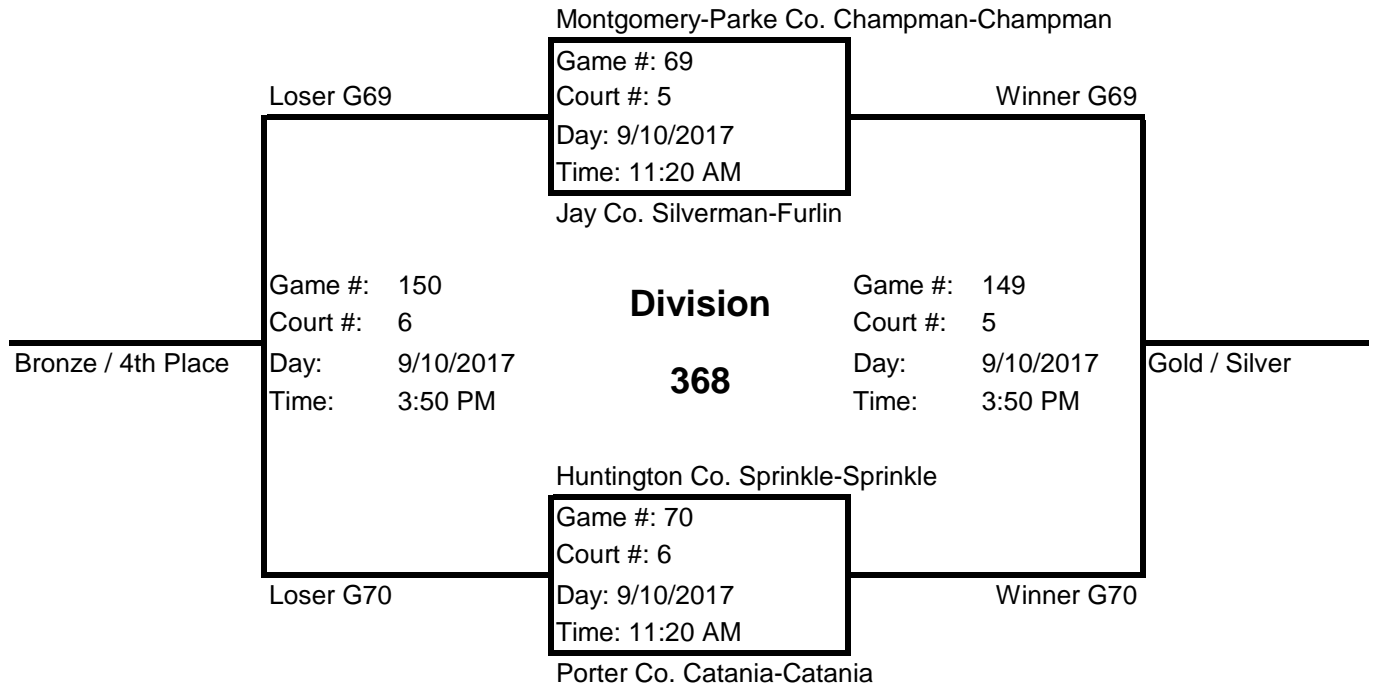 Montgomery-Parke Co. Champman-Champman
Game #: 69
Loser G69 Court #: 5 Winner G69
Day: 9/10/2017
Time: 11:20 AM
Jay Co. Silverman-Furlin
Game #: 150 Division Game #: 149
Court #: 6 Court #: 5
Bronze / 4th Place Day: 9/10/2017 368 Day: 9/10/2017 Gold / Silver
Time: 3:50 PM Time: 3:50 PM
Huntington Co. Sprinkle-Sprinkle
Game #: 70
Court #: 6
Loser G70 Day: 9/10/2017 Winner G70
Time: 11:20 AM
Porter Co. Catania-Catania